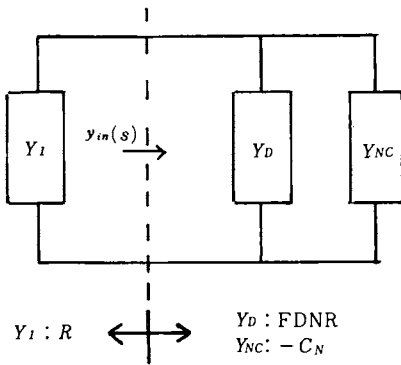 Y1
yin(s)
YD
YNC
Y1 : R
YD : FDNR
YNC: −CN